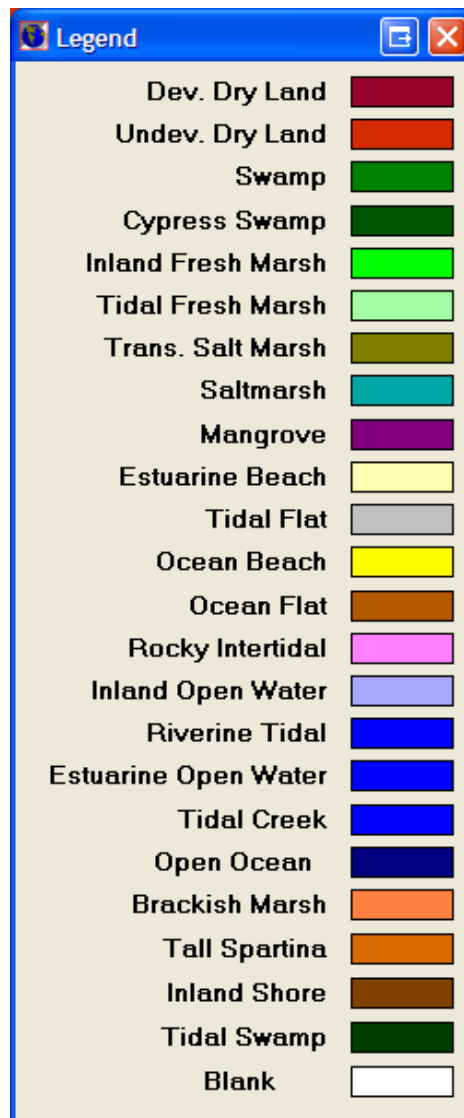 Legend
Dev. Dry Land
Undev. Dry Land
Swamp
Cypress Swamp
Inland Fresh Marsh
Tidal Fresh Marsh
Trans. Salt Marsh
Saltmarsh
Mangrove
Estuarine Beach
Tidal Flat
Ocean Beach
Ocean Flat
Rocky Intertidal
Inland Open Water
Riverine Tidal
Estuarine Open Water
Tidal Creek
Open Ocean
Brackish Marsh
Tall Spartina
Inland Shore
Tidal Swamp
Blank